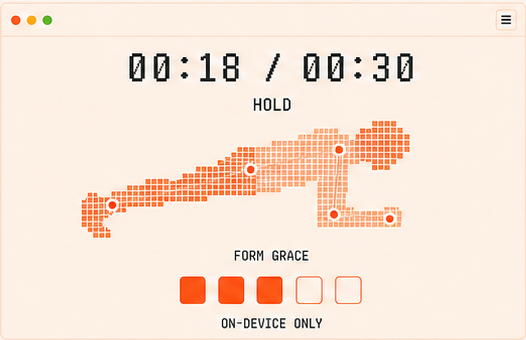 00:18 / 00:30
HOLD
FORM GRACE
ON-DEVICE ONLY